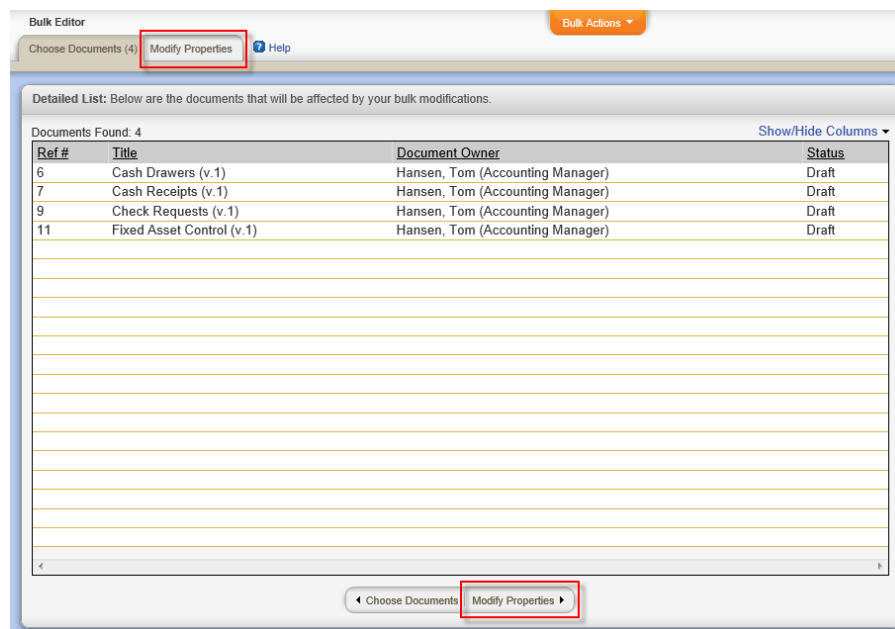 Bulk Editor
Bulk Actions
Choose Documents (4) Modify Properties ? Help
Detailed List: Below are the documents that will be affected by your bulk modifications.
Documents Found: 4 Show/Hide Columns
Ref # Title Document Owner Status
6 Cash Drawers (v.1) Hansen, Tom (Accounting Manager) Draft
7 Cash Receipts (v.1) Hansen, Tom (Accounting Manager) Draft
9 Check Requests (v.1) Hansen, Tom (Accounting Manager) Draft
11 Fixed Asset Control (v.1) Hansen, Tom (Accounting Manager) Draft
Choose Documents Modify Properties